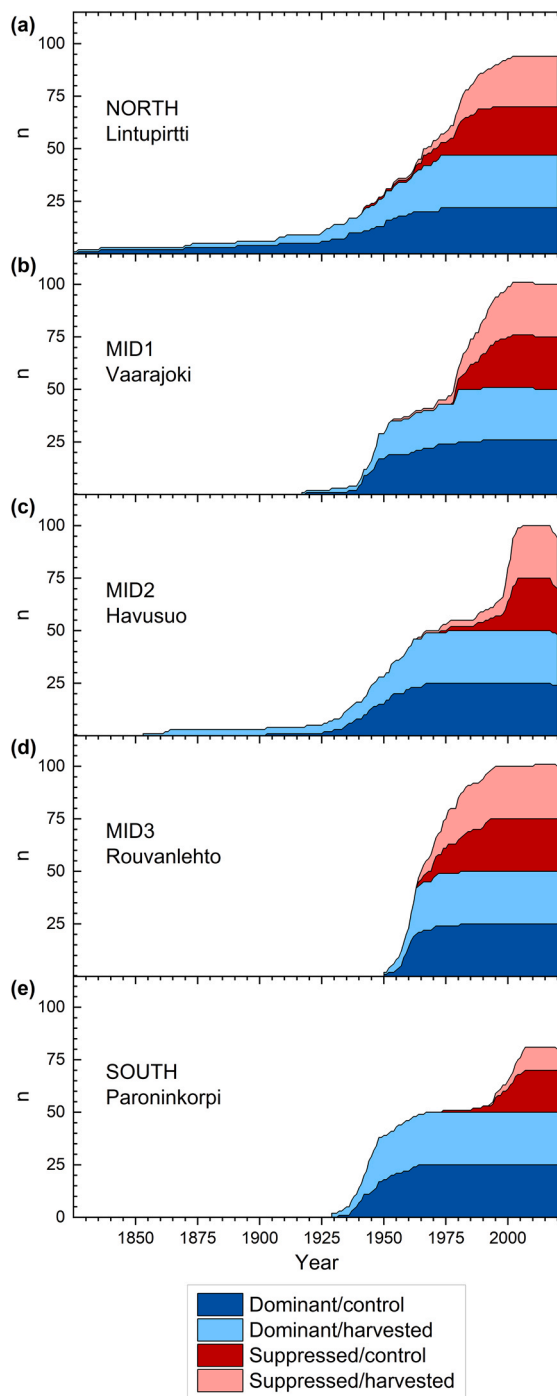 (a)
100
75
50
25
n
NORTH
Lintupirtti
(b)
100
75
50
25
n
MID1
Vaarajoki
(c)
100
75
50
25
n
MID2
Havusuo
(d)
100
75
50
25
n
MID3
Rouvanlehto
(e)
100
75
50
25
0
n
SOUTH
Paroninkorpi
1850 1875 1900 1925 1950 1975 2000
Year
Dominant/control
Dominant/harvested
Suppressed/control
Suppressed/harvested